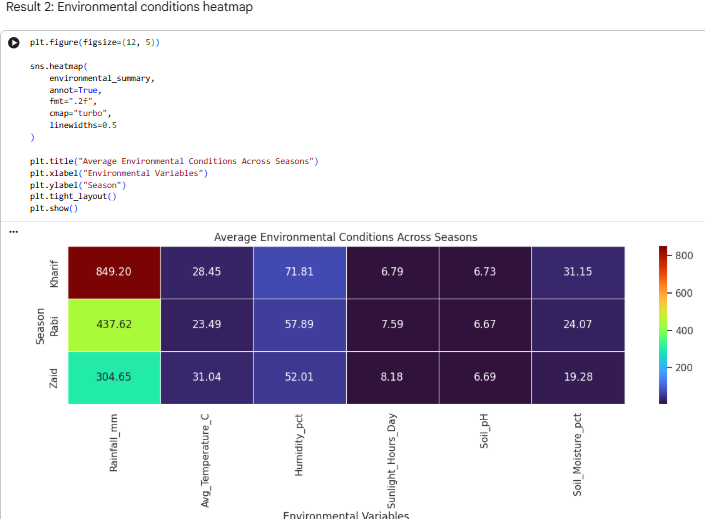 Result 2: Environmental conditions heatmap
plt.figure(figsize=(12, 5))
sns.heatmap(
environmental_summary,
annot=True,
fmt=".2f",
cmap="turbo",
linewidths=0.5
)
plt.title("Average Environmental Conditions Across Seasons")
plt.xlabel("Environmental Variables")
plt.ylabel("Season")
plt.tight_layout()
plt.show()
...
Average Environmental Conditions Across Seasons
Season
Kharif 849.20 28.45 71.81 6.79 6.73 31.15
Rabi 437.62 23.49 57.89 7.59 6.67 24.07
Zaid 304.65 31.04 52.01 8.18 6.69 19.28
Rainfall_mm
Avg_Temperature_C
Humidity_pct
Sunlight_Hours_Day
Soil_pH
Soil_Moisture_pct
Environmental Variables
800
600
400
200